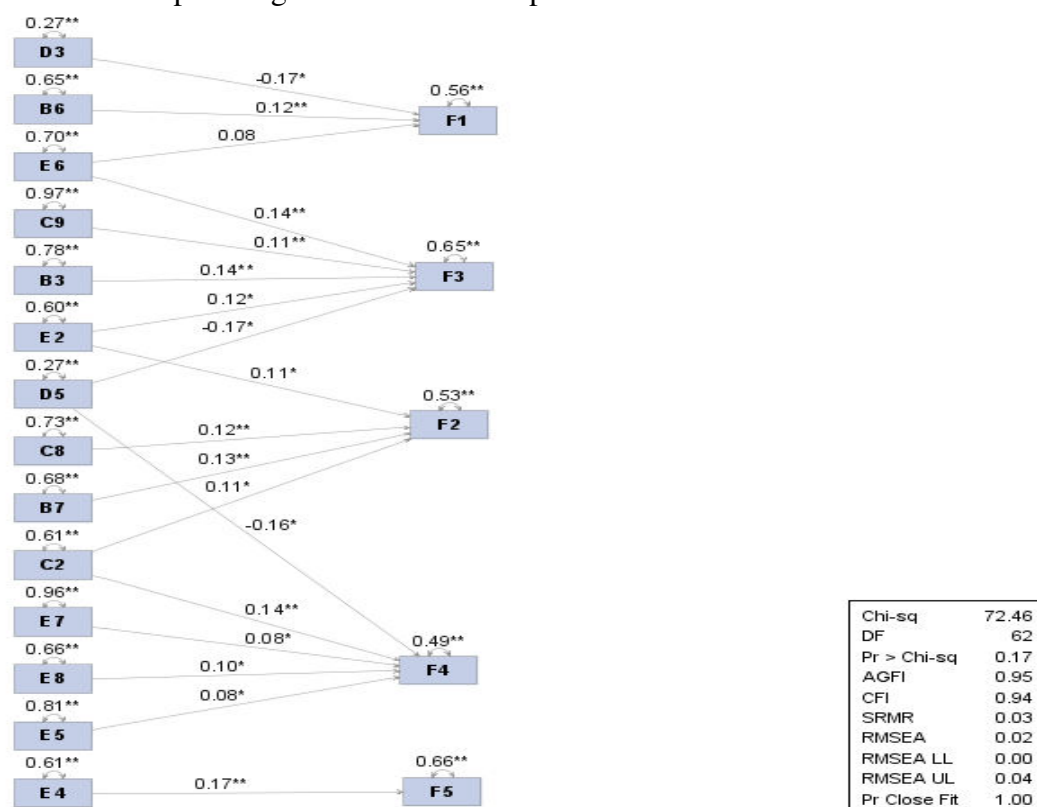 0.27**
D3
-0.17*
0.56**
0.65**
B6
0.12**
F1
0.70**
E6
0.08
0.97**
C9
0.14**
0.11**
0.65**
0.78**
B3
0.14**
F3
0.60**
E2
0.12*
-0.17*
0.27**
D5
0.11*
0.53**
0.73**
C8
0.12**
F2
0.68**
B7
0.13**
0.11*
0.61**
C2
-0.16*
0.96**
E7
0.14**
0.08*
0.49**
0.66**
E8
0.10*
F4
0.81**
E5
0.08*
0.61**
E4
0.17**
0.66**
F5
Chi-sq 72.46
DF 62
Pr > Chi-sq 0.17
AGFI 0.95
CFI 0.94
SRMR 0.03
RMSEA 0.02
RMSEA LL 0.00
RMSEA UL 0.04
Pr Close Fit 1.00